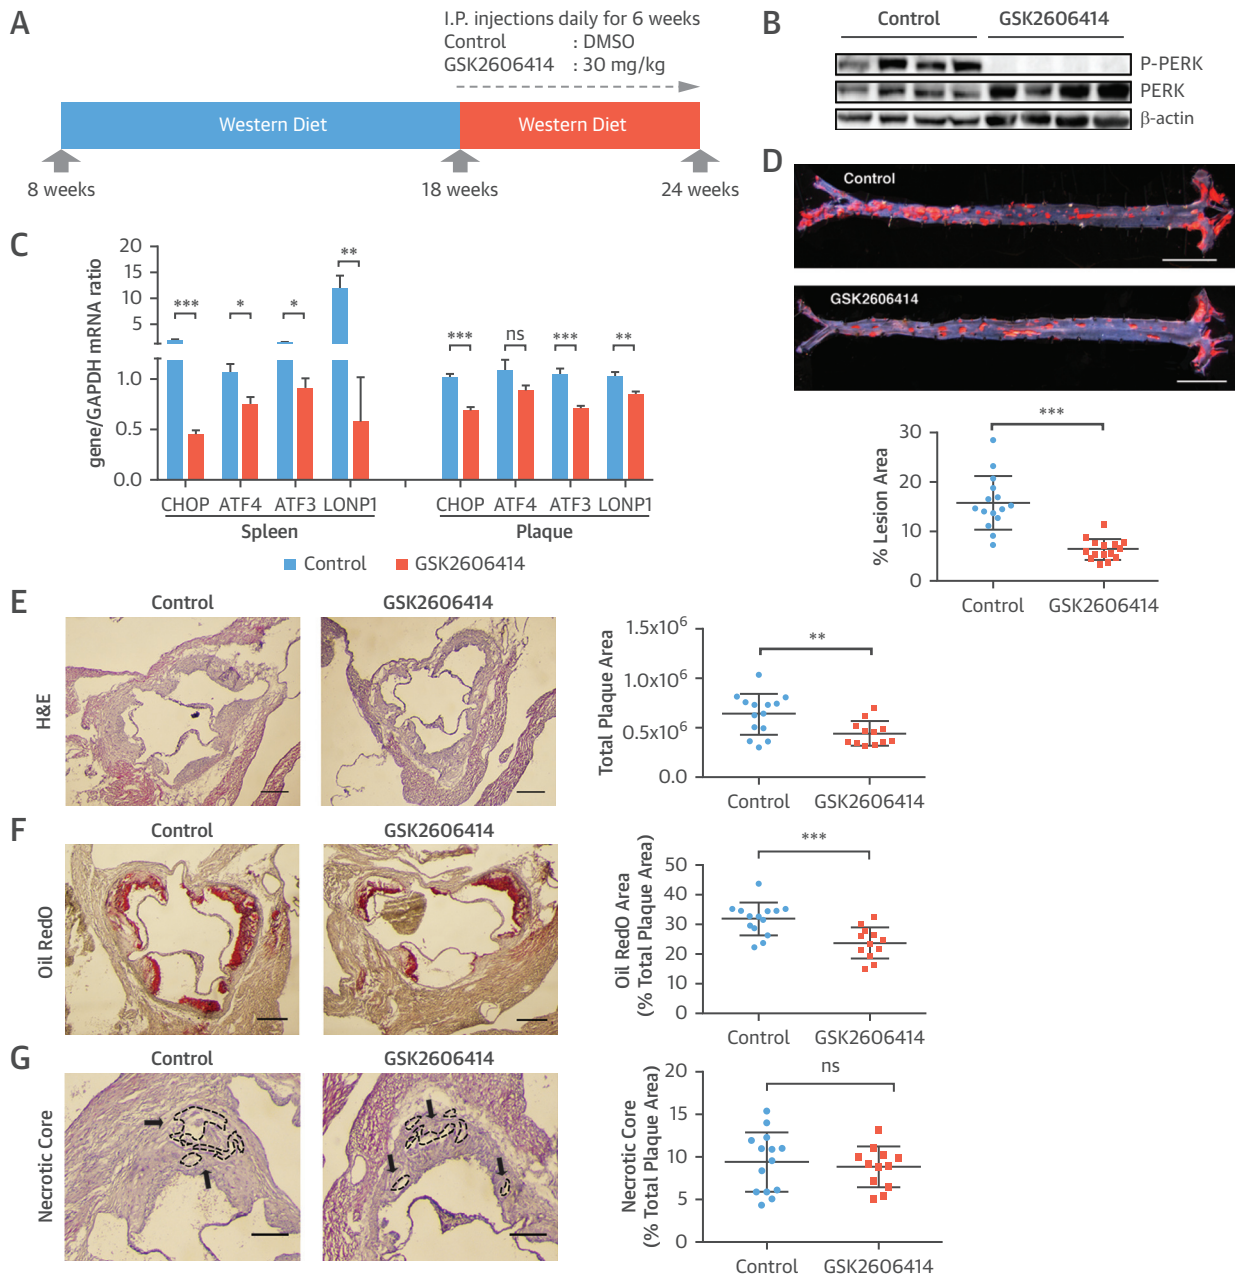 A
I.P. injections daily for 6 weeks
Control : DMSO
GSK2606414 : 30 mg/kg
Western Diet Western Diet
8 weeks 18 weeks 24 weeks
B
Control GSK2606414
P-PERK
PERK
β-actin
C
gene/GAPDH mRNA ratio
20
15
10
5
1.0
0.5
0.0
*** * * ** *** ns *** **
CHOP ATF4 ATF3 LONP1 CHOP ATF4 ATF3 LONP1
Spleen Plaque
Control GSK2606414
D
Control
GSK2606414
***
% Lesion Area
30
20
10
0
Control GSK2606414
E
Control GSK2606414
H&E
Total Plaque Area
1.5x10⁶
1.0x10⁶
0.5x10⁶
0.0
**
Control GSK2606414
F
Control GSK2606414
Oil RedO
Oil RedO Area
(% Total Plaque Area)
50
40
30
20
10
0
***
Control GSK2606414
G
Control GSK2606414
Necrotic Core
Necrotic Core
(% Total Plaque Area)
20
15
10
5
0
ns
Control GSK2606414